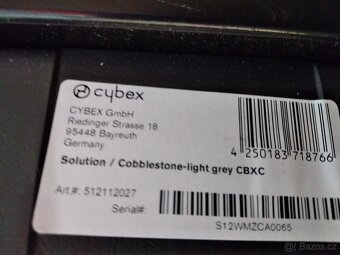 cybex
CYBEX GmbH
Riedinger Strasse 18
95448 Bayreuth
Germany
4 250183 718766
Solution / Cobblestone-light grey CBXC
Art.#: 512112027
Serial#:
S12WMZCA0065
Bazoš.cz